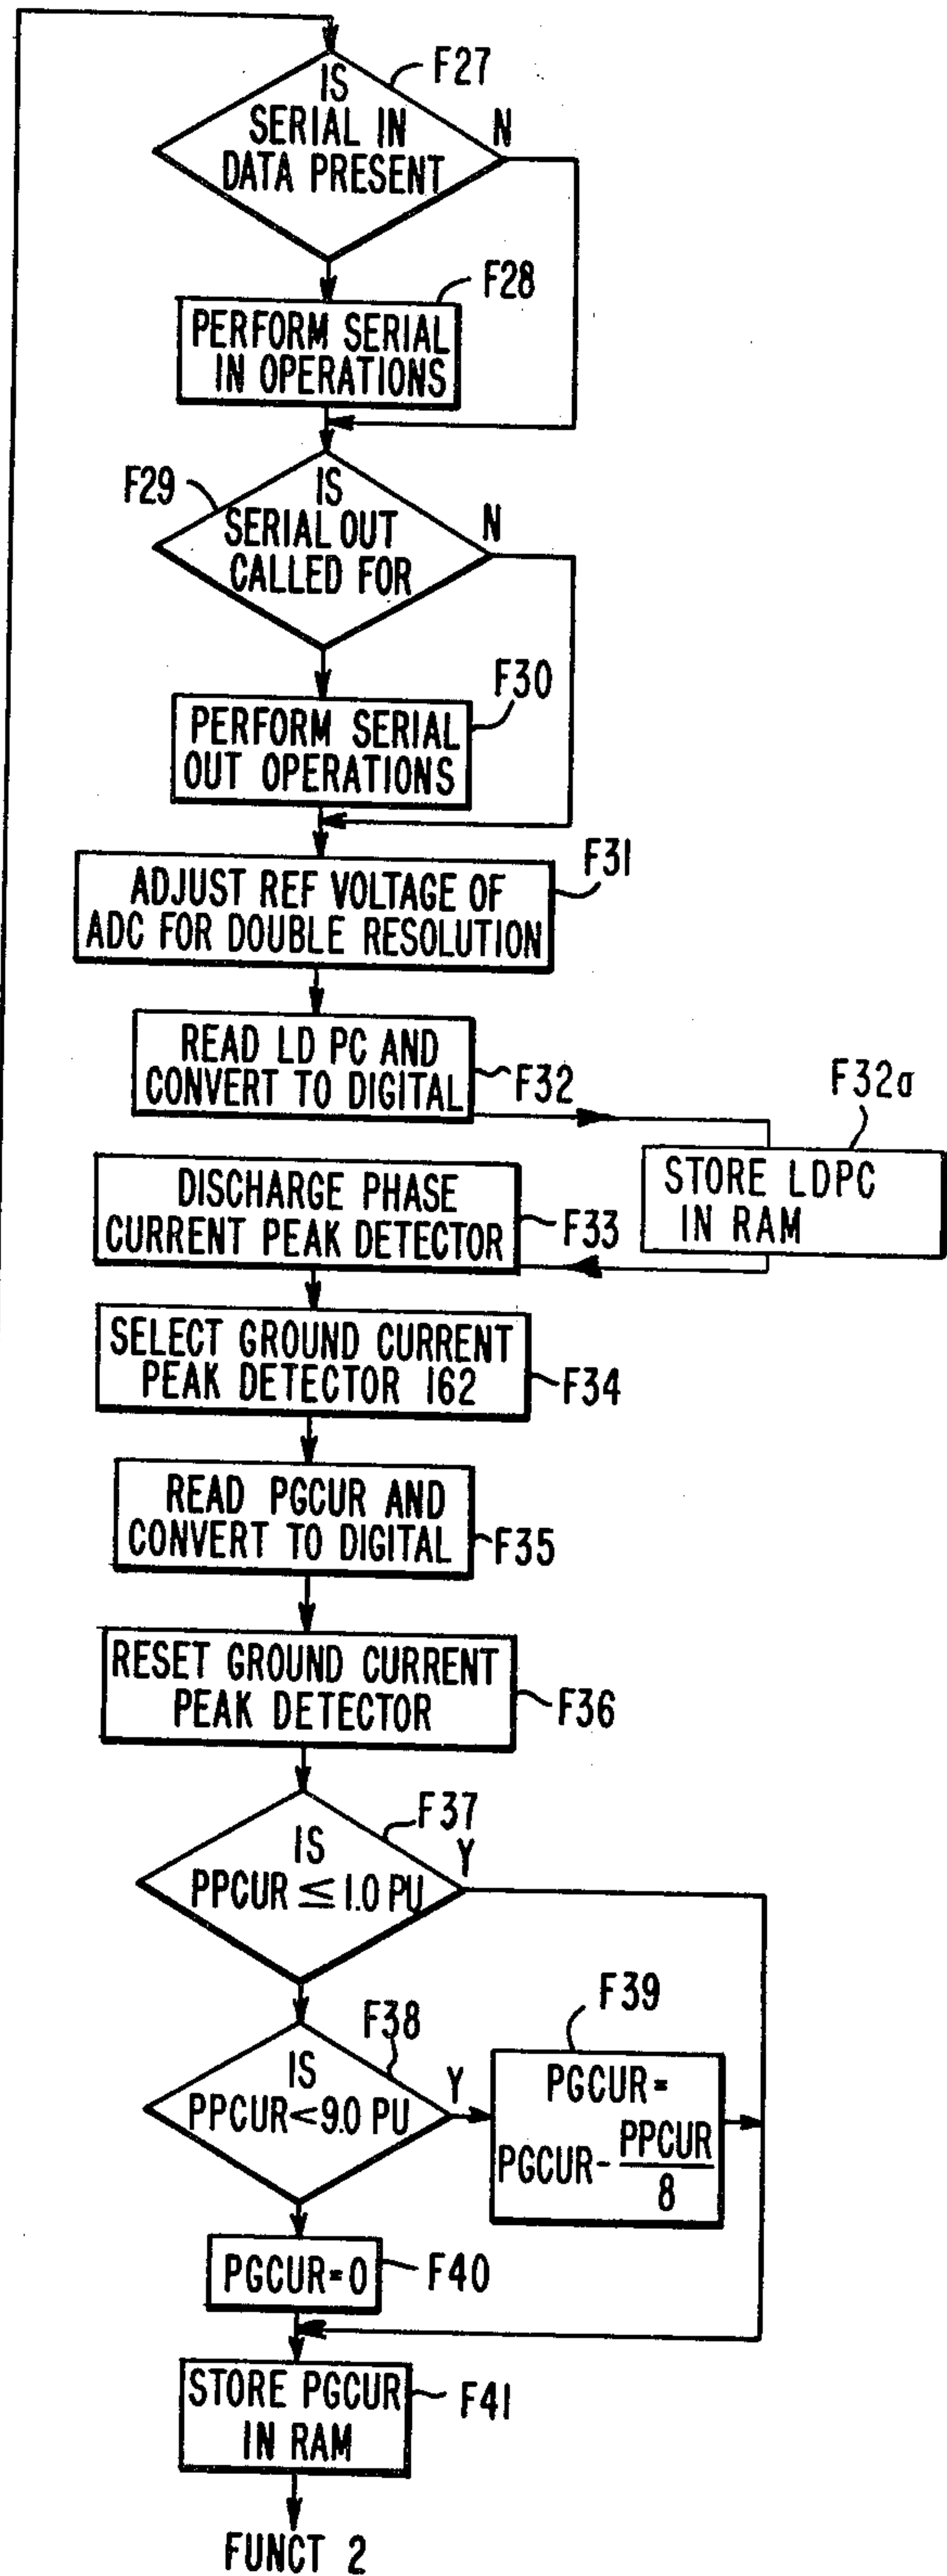 F27
IS
SERIAL IN
DATA PRESENT
N
F28
PERFORM SERIAL
IN OPERATIONS
F29
IS
SERIAL OUT
CALLED FOR
N
F30
PERFORM SERIAL
OUT OPERATIONS
F31
ADJUST REF VOLTAGE OF
ADC FOR DOUBLE RESOLUTION
READ LD PC AND
CONVERT TO DIGITAL
F32
F32a
STORE LDPC
IN RAM
DISCHARGE PHASE
CURRENT PEAK DETECTOR
F33
SELECT GROUND CURRENT
PEAK DETECTOR 162
F34
READ PGCUR AND
CONVERT TO DIGITAL
F35
RESET GROUND CURRENT
PEAK DETECTOR
F36
F37
IS
PPCUR ≤ 1.0 PU
Y
F38
IS
PPCUR<9.0 PU
Y
F39
PGCUR=
PGCUR- PPCUR
8
PGCUR=0
F40
STORE PGCUR
IN RAM
F41
FUNCT 2